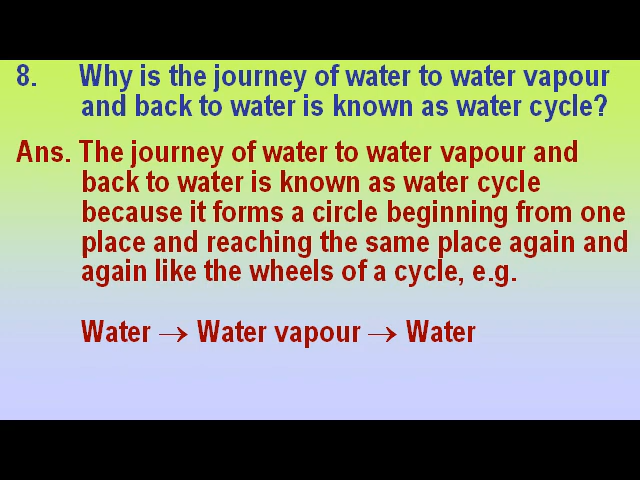 8. Why is the journey of water to water vapour
and back to water is known as water cycle?
Ans. The journey of water to water vapour and
back to water is known as water cycle
because it forms a circle beginning from one
place and reaching the same place again and
again like the wheels of a cycle, e.g.
Water → Water vapour → Water